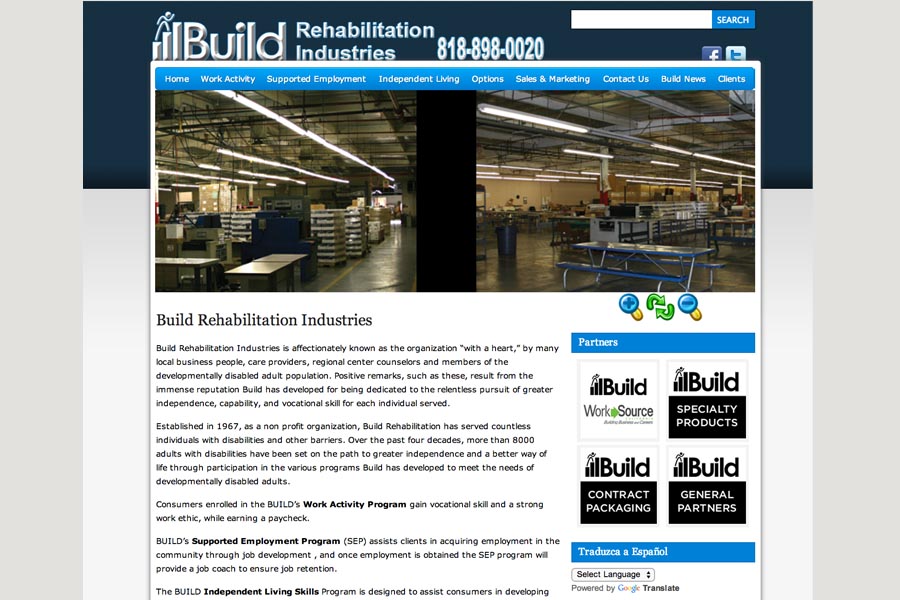 Build Rehabilitation
Industries 818-898-0020
SEARCH
Home Work Activity Supported Employment Independent Living Options Sales & Marketing Contact Us Build News Clients
Build Rehabilitation Industries
Build Rehabilitation Industries is affectionately known as the organization “with a heart,” by many
local business people, care providers, regional center counselors and members of the
developmentally disabled adult population. Positive remarks, such as these, result from the
immense reputation Build has developed for being dedicated to the relentless pursuit of greater
independence, capability, and vocational skill for each individual served.
Established in 1967, as a non profit organization, Build Rehabilitation has served countless
individuals with disabilities and other barriers. Over the past four decades, more than 8000
adults with disabilities have been set on the path to greater independence and a better way of
life through participation in the various programs Build has developed to meet the needs of
developmentally disabled adults.
Consumers enrolled in the BUILD’s Work Activity Program gain vocational skill and a strong
work ethic, while earning a paycheck.
BUILD’s Supported Employment Program (SEP) assists clients in acquiring employment in the
community through job development , and once employment is obtained the SEP program will
provide a job coach to ensure job retention.
The BUILD Independent Living Skills Program is designed to assist consumers in developing
Partners
Build
WorkSource
Building Business and Careers
Build
SPECIALTY
PRODUCTS
Build
CONTRACT
PACKAGING
Build
GENERAL
PARTNERS
Traduzca a Español
Select Language
Powered by Google Translate